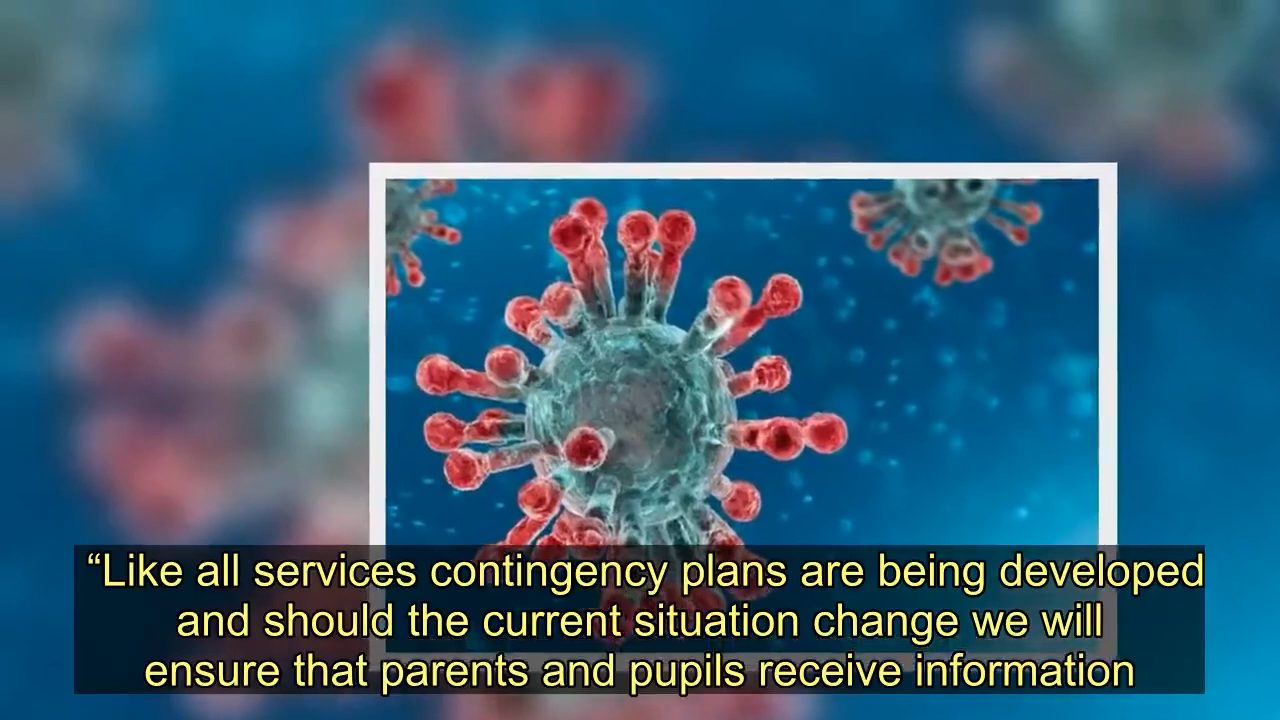 “Like all services contingency plans are being developed
and should the current situation change we will
ensure that parents and pupils receive information